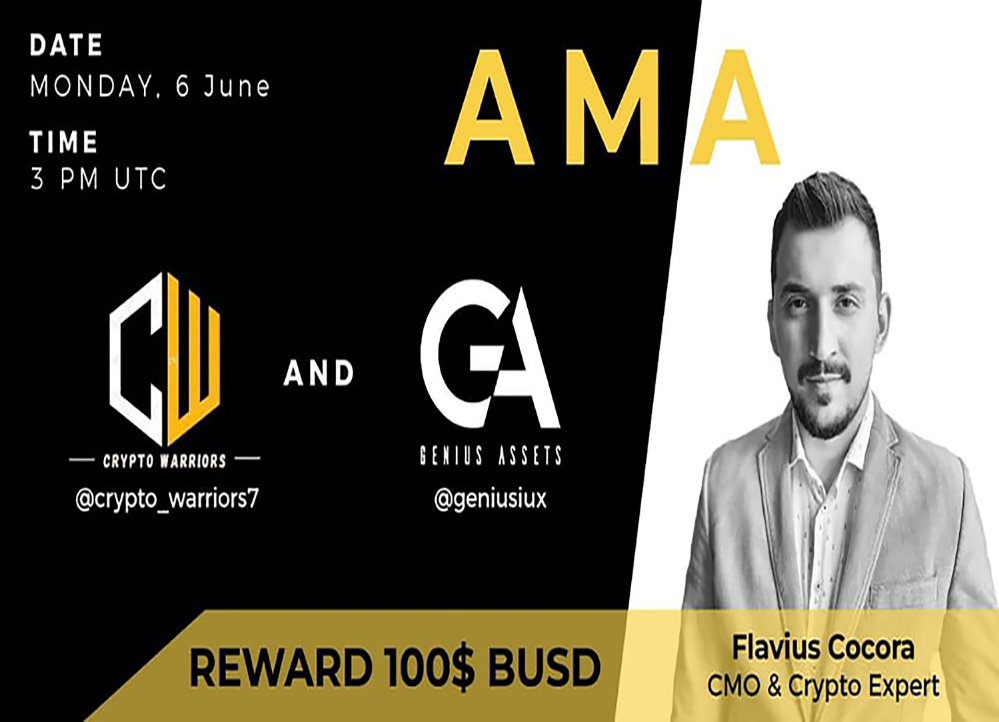 DATE
MONDAY, 6 June
TIME
3 PM UTC
AMA
CW
CRYPTO WARRIORS
@crypto_warriors7
AND
GA
GENIUS ASSETS
@geniusiux
REWARD 100$ BUSD
Flavius Cocora
CMO & Crypto Expert